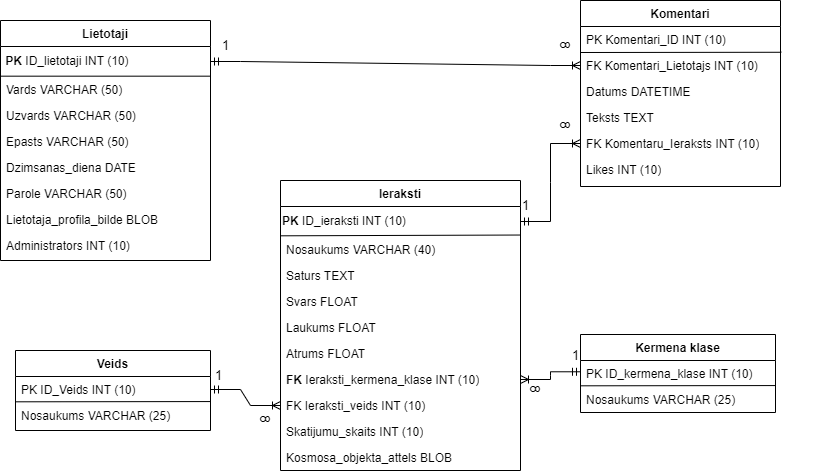 Lietotaji
PK ID_lietotaji INT (10)
Vards VARCHAR (50)
Uzvards VARCHAR (50)
Epasts VARCHAR (50)
Dzimsanas_diena DATE
Parole VARCHAR (50)
Lietotaja_profila_bilde BLOB
Administrators INT (10)
1
∞
Komentari
PK Komentari_ID INT (10)
FK Komentari_Lietotajs INT (10)
Datums DATETIME
Teksts TEXT
FK Komentaru_Ieraksts INT (10)
Likes INT (10)
∞
1
Ieraksti
PK ID_ieraksti INT (10)
Nosaukums VARCHAR (40)
Saturs TEXT
Svars FLOAT
Laukums FLOAT
Atrums FLOAT
FK Ieraksti_kermena_klase INT (10)
FK Ieraksti_veids INT (10)
Skatijumu_skaits INT (10)
Kosmosa_objekta_attels BLOB
Veids
PK ID_Veids INT (10)
Nosaukums VARCHAR (25)
1
∞
Kermena klase
PK ID_kermena_klase INT (10)
Nosaukums VARCHAR (25)
1
∞